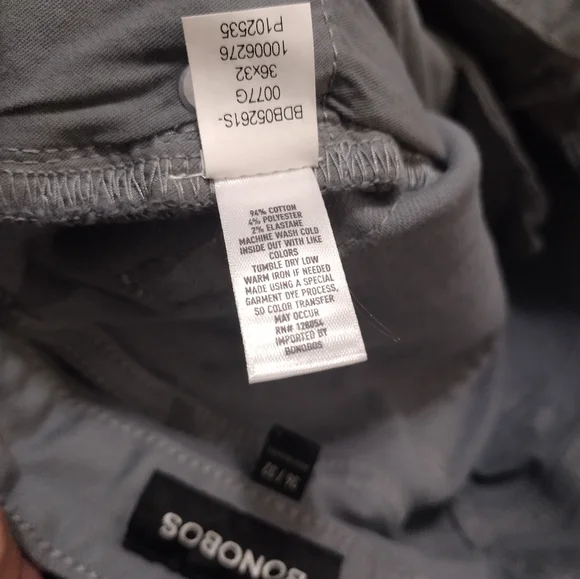 BDB05261S-
0077G
36x32
10006276
P102535
94% COTTON
4% POLYESTER
2% ELASTANE
MACHINE WASH COLD
INSIDE OUT WITH LIKE
COLORS
TUMBLE DRY LOW
WARM IRON IF NEEDED
MADE USING A SPECIAL
GARMENT DYE PROCESS,
SO COLOR TRANSFER
MAY OCCUR
RN# 128054
IMPORTED BY
BONOBOS
36 / 32
BONOBOS